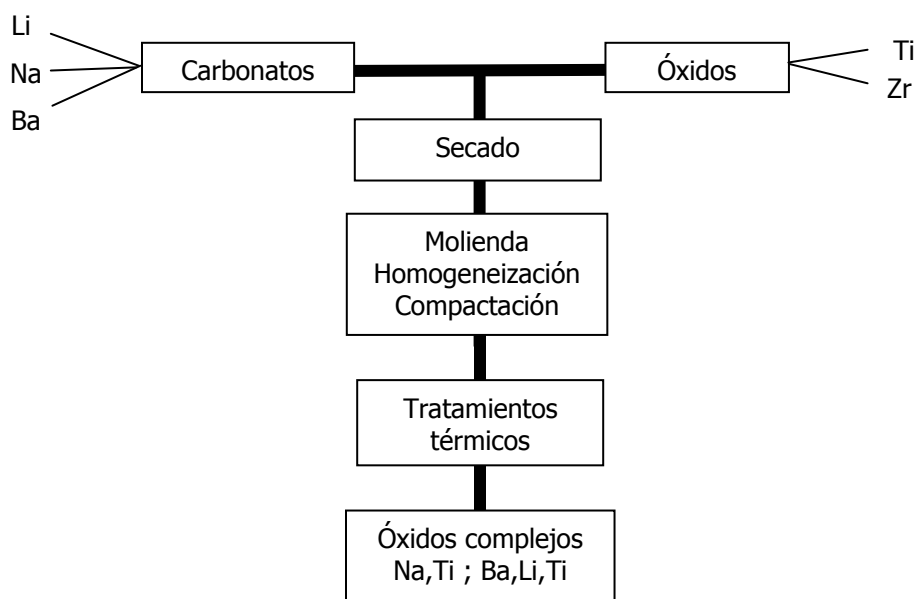 Li
Na
Ba
Carbonatos
Óxidos
Ti
Zr
Secado
Molienda
Homogeneización
Compactación
Tratamientos
térmicos
Óxidos complejos
Na,Ti ; Ba,Li,Ti